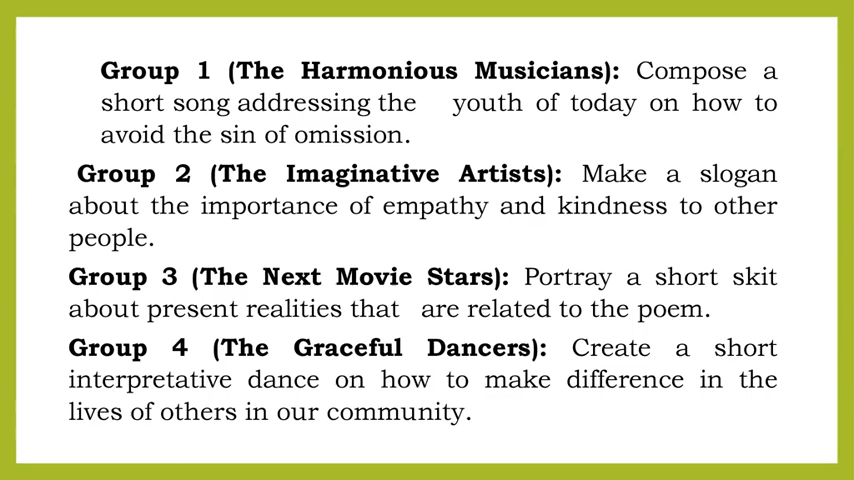 Group 1 (The Harmonious Musicians): Compose a
short song addressing the youth of today on how to
avoid the sin of omission.
Group 2 (The Imaginative Artists): Make a slogan
about the importance of empathy and kindness to other
people.
Group 3 (The Next Movie Stars): Portray a short skit
about present realities that are related to the poem.
Group 4 (The Graceful Dancers): Create a short
interpretative dance on how to make difference in the
lives of others in our community.